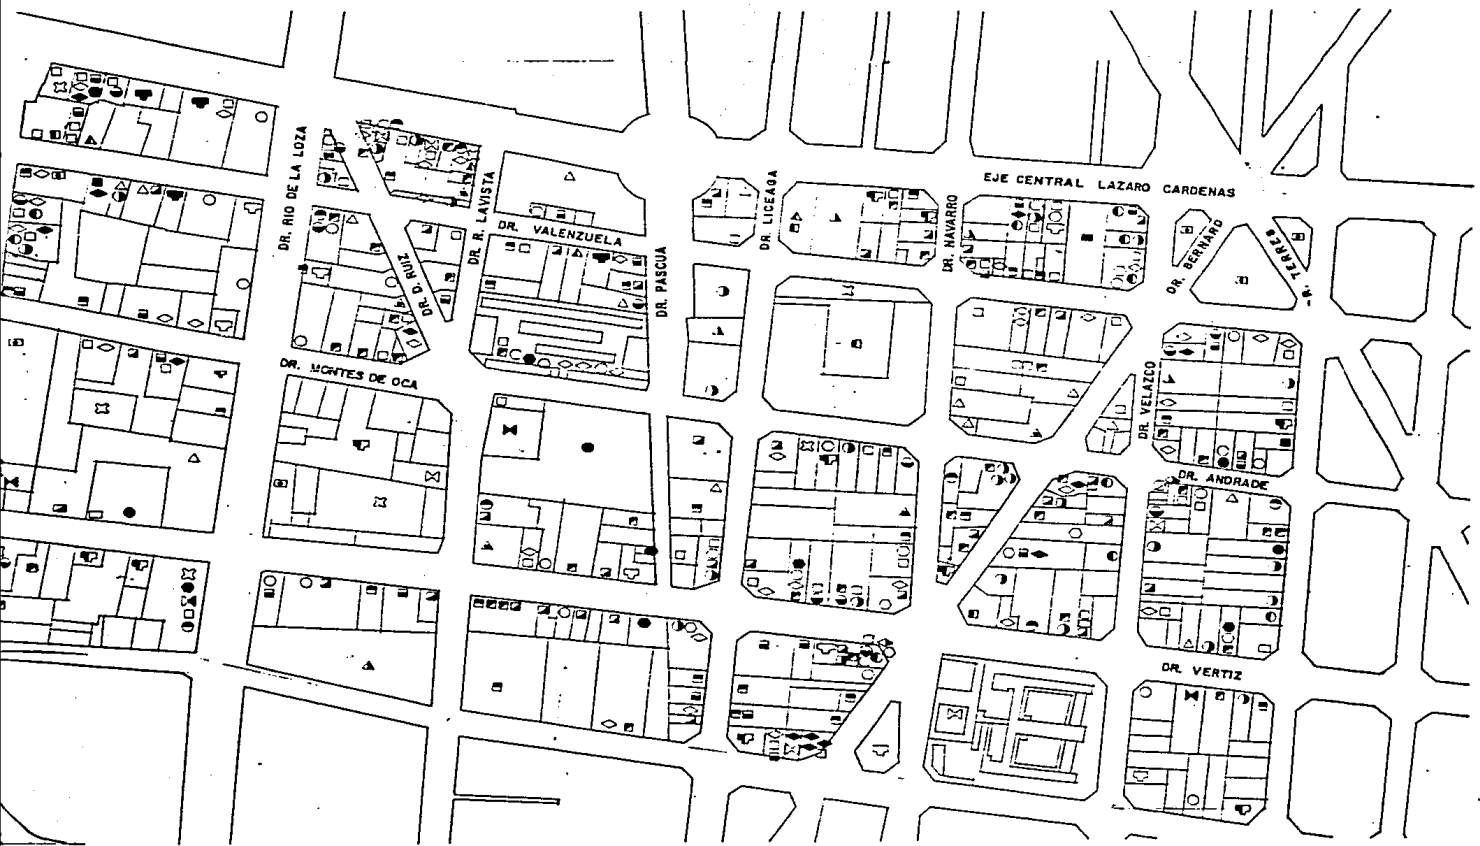 EJE CENTRAL LAZARO CARDENAS
DR. RIO DE LA LOZA
DR. R. LAVISTA
DR. LICEAGA
DR. NAVARRO
DR. VALENZUELA
DR. D. RUIZ
DR. PASCUA
DR. BERNARD
TERRES
DR. MONTES DE OCA
DR. VELAZCO
DR. ANDRADE
DR. VERTIZ